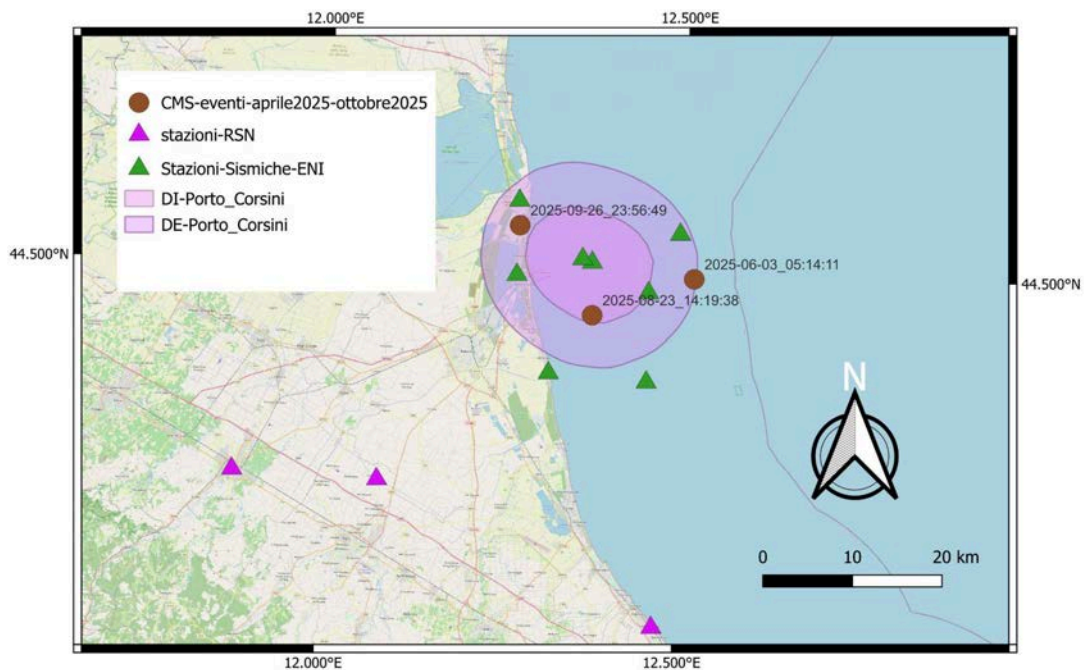 12.000°E
12.500°E
CMS-eventi-aprile2025-ottobre2025
stazioni-RSN
Stazioni-Sismiche-ENI
DI-Porto_Corsini
DE-Porto_Corsini
2025-09-26_23:56:49
44.500°N
2025-06-03_05:14:11
44.500°N
2025-08-23_14:19:38
N
0
10
20 km
12.000°E
12.500°E